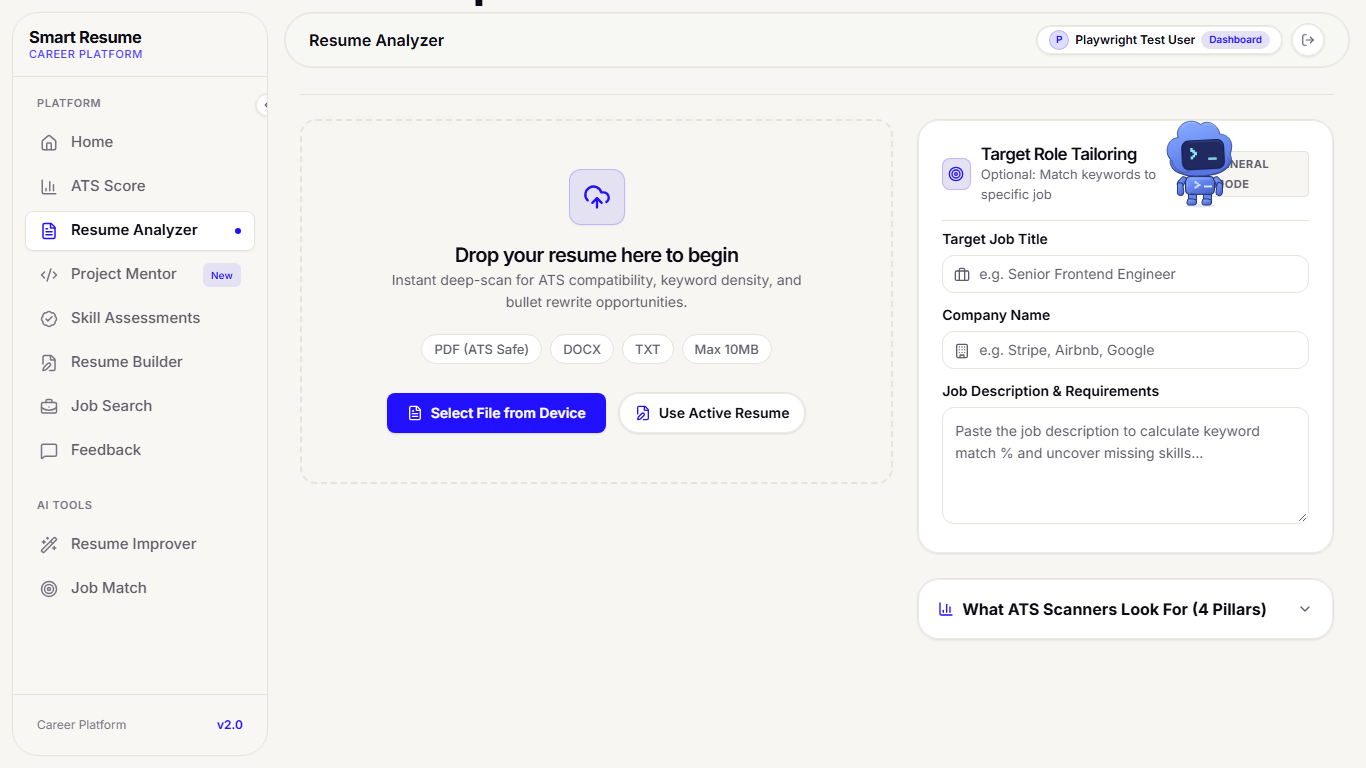 Smart Resume
CAREER PLATFORM
PLATFORM
Home
ATS Score
Resume Analyzer
Project Mentor New
Skill Assessments
Resume Builder
Job Search
Feedback
AI TOOLS
Resume Improver
Job Match
Career Platform v2.0
Resume Analyzer
P Playwright Test User Dashboard
Drop your resume here to begin
Instant deep-scan for ATS compatibility, keyword density, and
bullet rewrite opportunities.
PDF (ATS Safe) DOCX TXT Max 10MB
Select File from Device Use Active Resume
Target Role Tailoring
Optional: Match keywords to
specific job
Target Job Title
e.g. Senior Frontend Engineer
Company Name
e.g. Stripe, Airbnb, Google
Job Description & Requirements
Paste the job description to calculate keyword
match % and uncover missing skills...
What ATS Scanners Look For (4 Pillars)